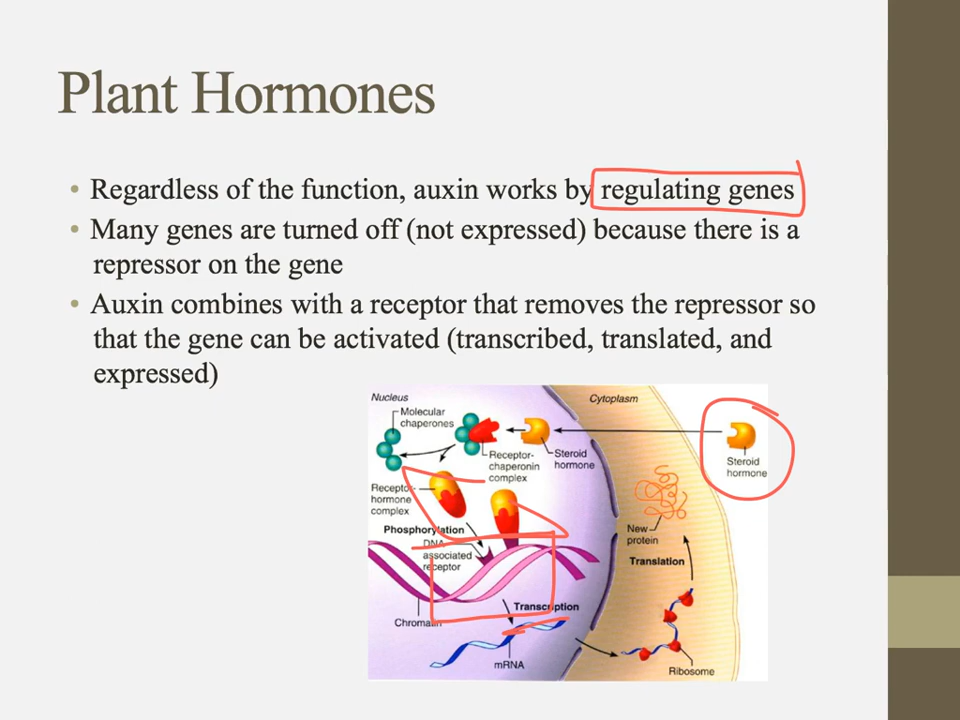 Plant Hormones
• Regardless of the function, auxin works by regulating genes
• Many genes are turned off (not expressed) because there is a
repressor on the gene
• Auxin combines with a receptor that removes the repressor so
that the gene can be activated (transcribed, translated, and
expressed)
Nucleus
Cytoplasm
Molecular
chaperones
Receptor-
chaperonin
complex
Steroid
hormone
Steroid
hormone
Receptor-
hormone
complex
Phosphorylation
DNA
associated
receptor
New
protein
Translation
Chromatin
Transcription
mRNA
Ribosome